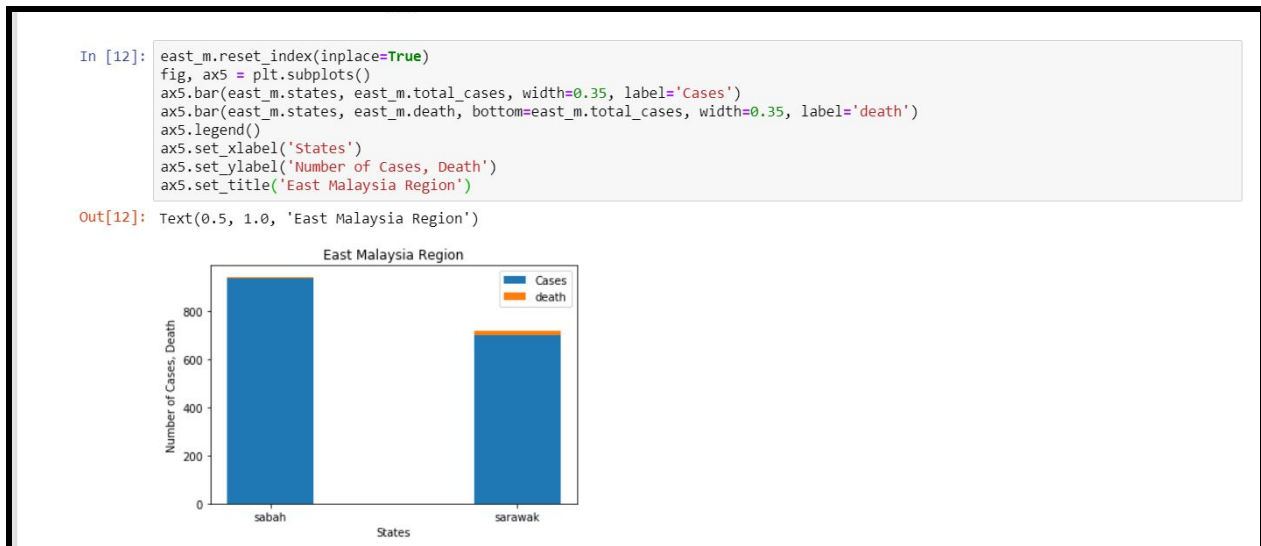 In [12]: east_m.reset_index(inplace=True)
fig, ax5 = plt.subplots()
ax5.bar(east_m.states, east_m.total_cases, width=0.35, label='Cases')
ax5.bar(east_m.states, east_m.death, bottom=east_m.total_cases, width=0.35, label='death')
ax5.legend()
ax5.set_xlabel('States')
ax5.set_ylabel('Number of Cases, Death')
ax5.set_title('East Malaysia Region')
Out[12]: Text(0.5, 1.0, 'East Malaysia Region')
East Malaysia Region
Cases
death
Number of Cases, Death
800
600
400
200
0
sabah sarawak
States